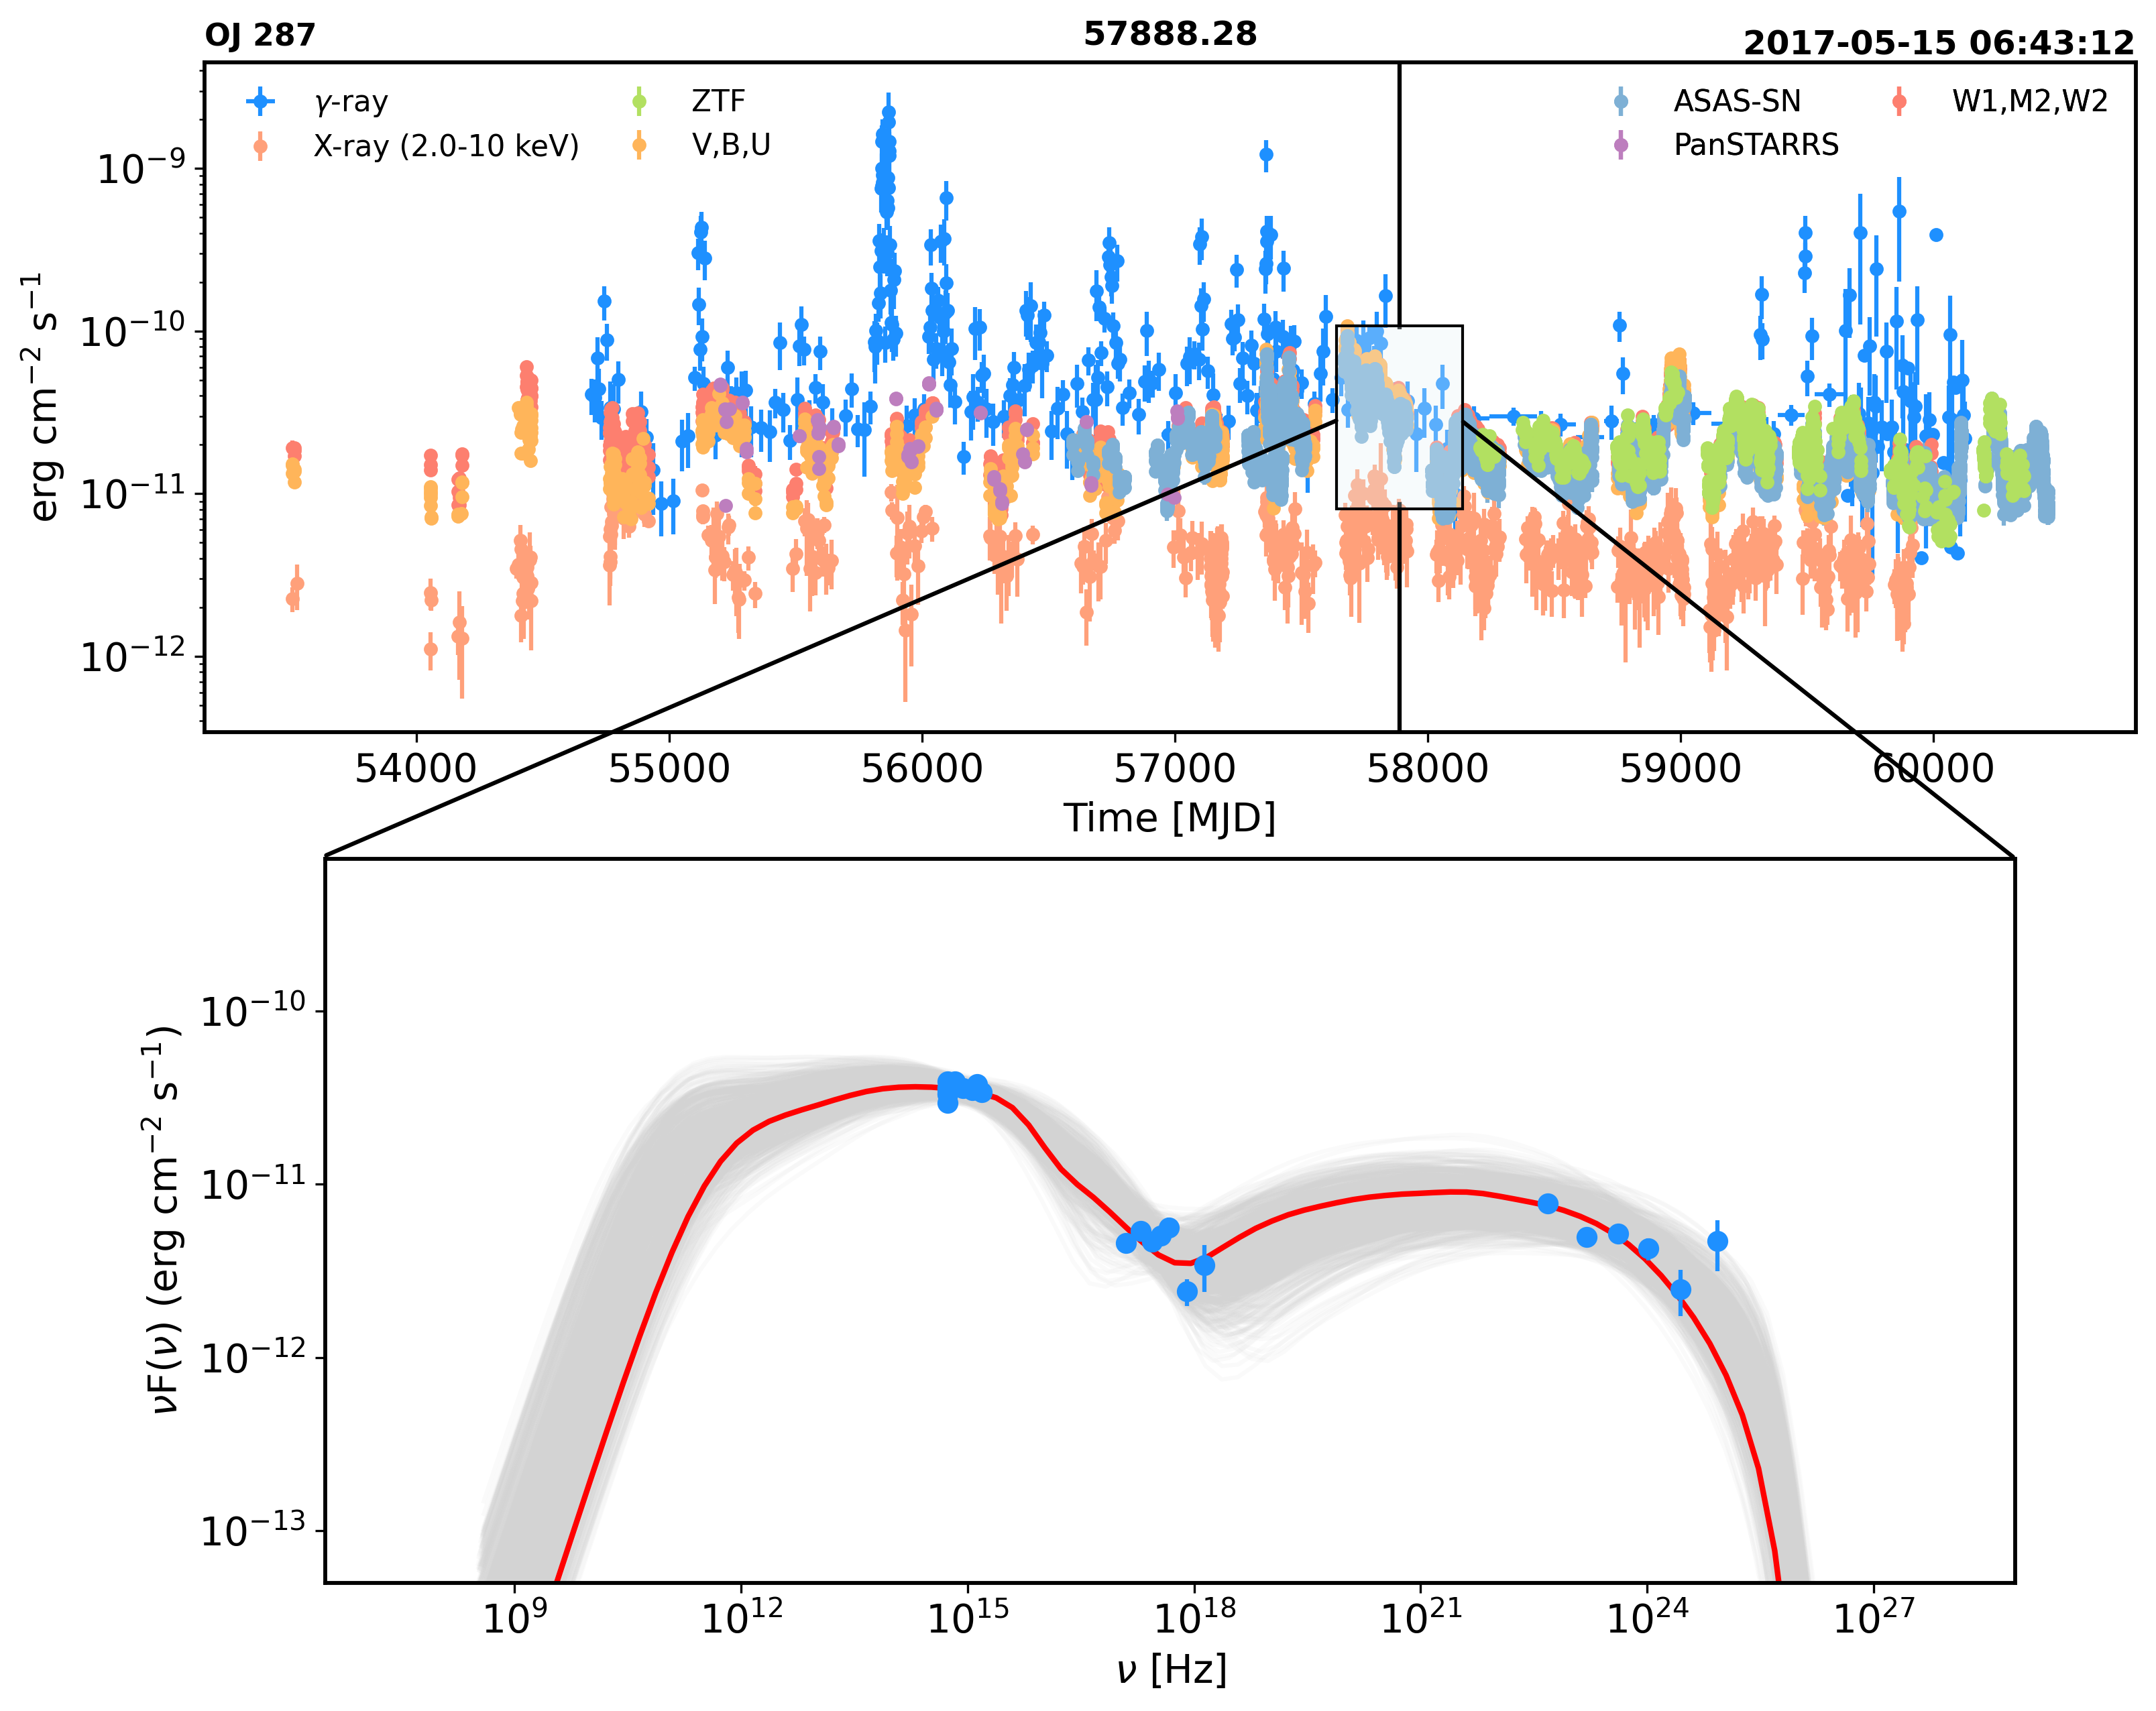 OJ 287 57888.28 2017-05-15 06:43:12
γ-ray ZTF ASAS-SN W1,M2,W2
X-ray (2.0-10 keV) V,B,U PanSTARRS
10⁻⁹
10⁻¹⁰
10⁻¹¹
10⁻¹²
erg cm⁻² s⁻¹
54000 55000 56000 57000 58000 59000 60000
Time [MJD]
10⁻¹⁰
10⁻¹¹
10⁻¹²
10⁻¹³
νF(ν) (erg cm⁻² s⁻¹)
10⁹ 10¹² 10¹⁵ 10¹⁸ 10²¹ 10²⁴ 10²⁷
ν [Hz]